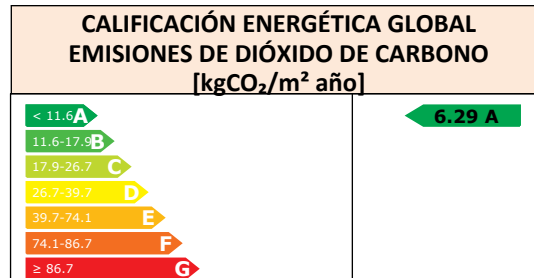 CALIFICACIÓN ENERGÉTICA GLOBAL
EMISIONES DE DIÓXIDO DE CARBONO
[kgCO₂/m² año]
< 11.6 A
6.29 A
11.6-17.9 B
17.9-26.7 C
26.7-39.7 D
39.7-74.1 E
74.1-86.7 F
≥ 86.7 G